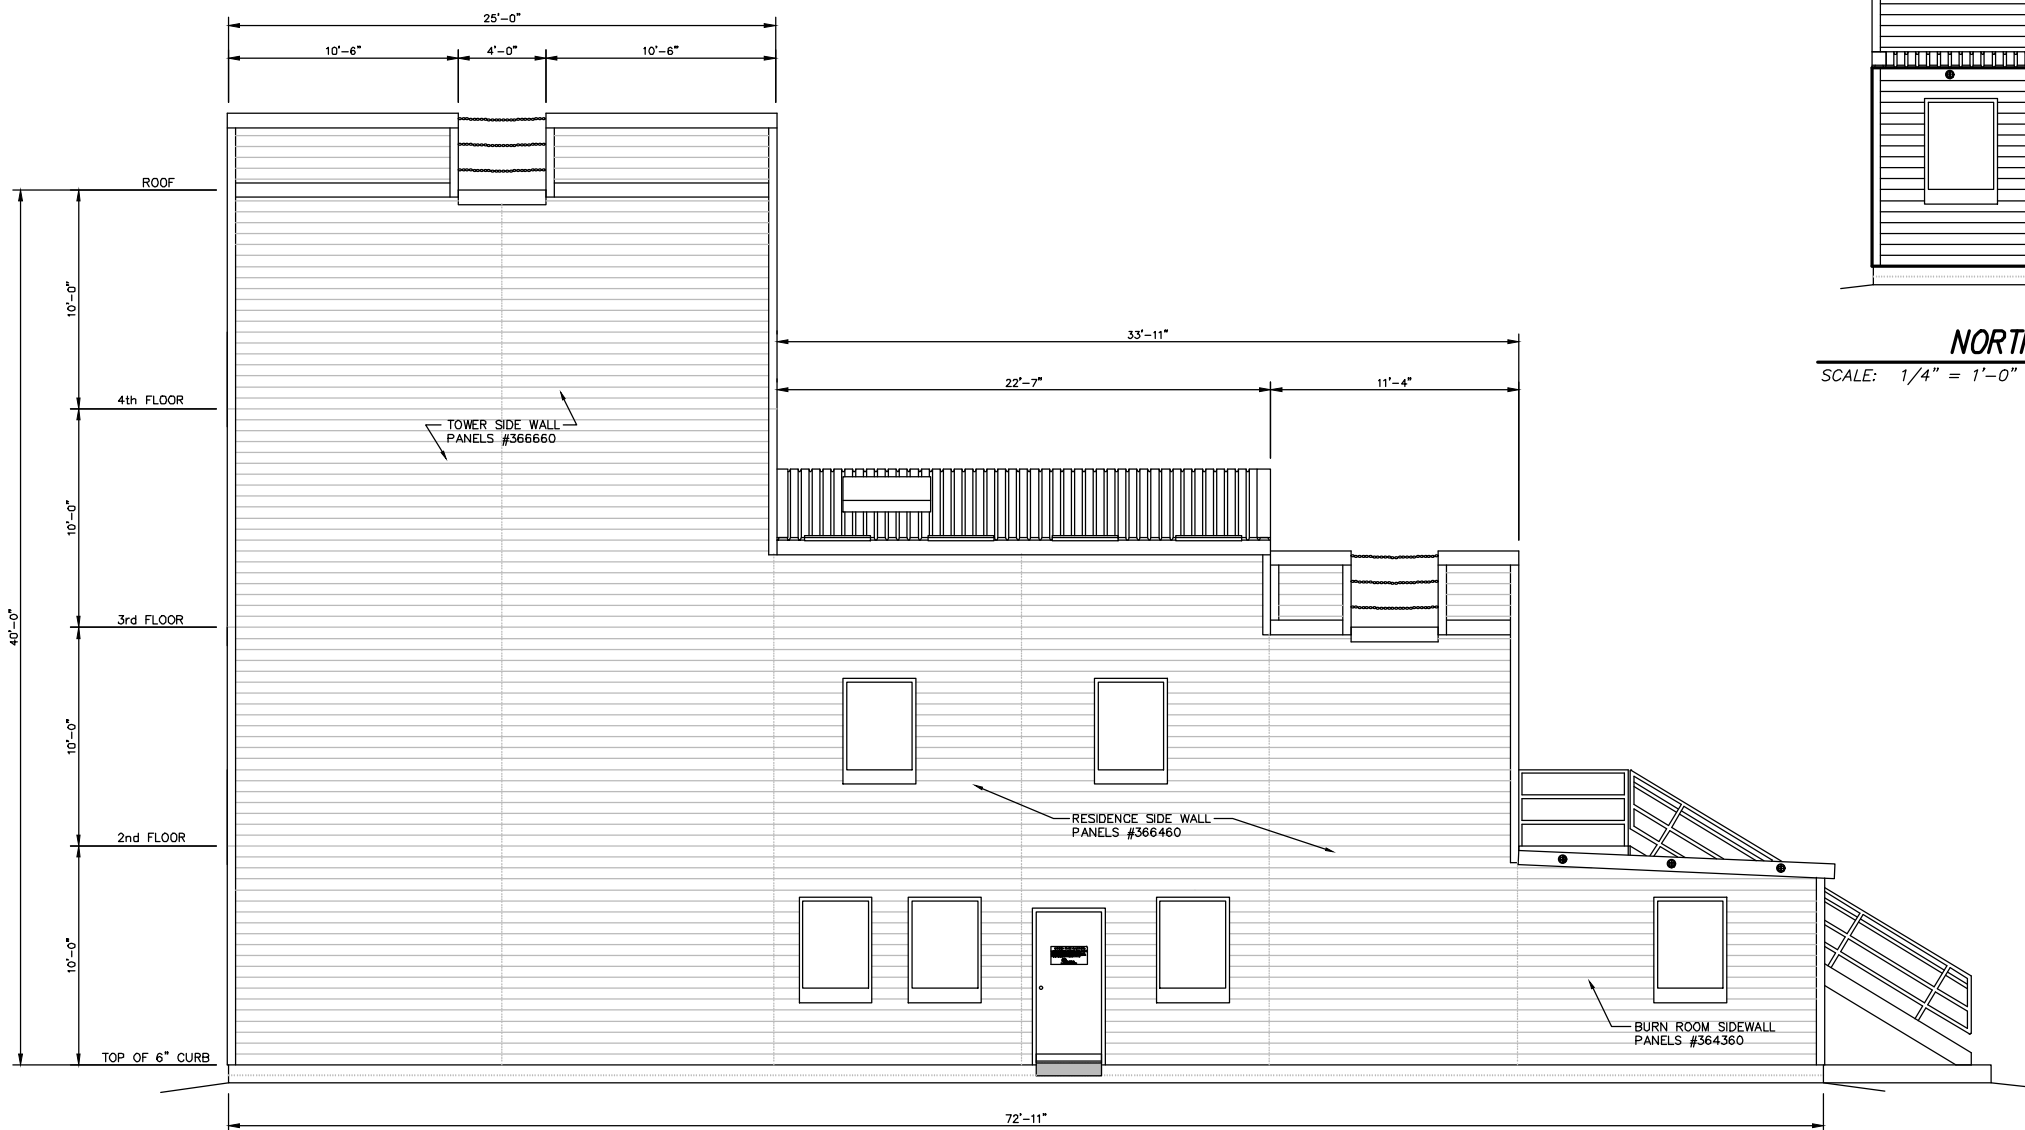 25'-0"
10'-6" 4'-0" 10'-6"
ROOF
10'-0"
33'-11"
NORT
SCALE: 1/4" = 1'-0"
22'-7" 11'-4"
4th FLOOR
TOWER SIDE WALL
PANELS #366660
10'-0"
40'-0"
3rd FLOOR
10'-0"
RESIDENCE SIDE WALL
PANELS #366460
2nd FLOOR
10'-0"
BURN ROOM SIDEWALL
PANELS #364360
TOP OF 6" CURB
72'-11"